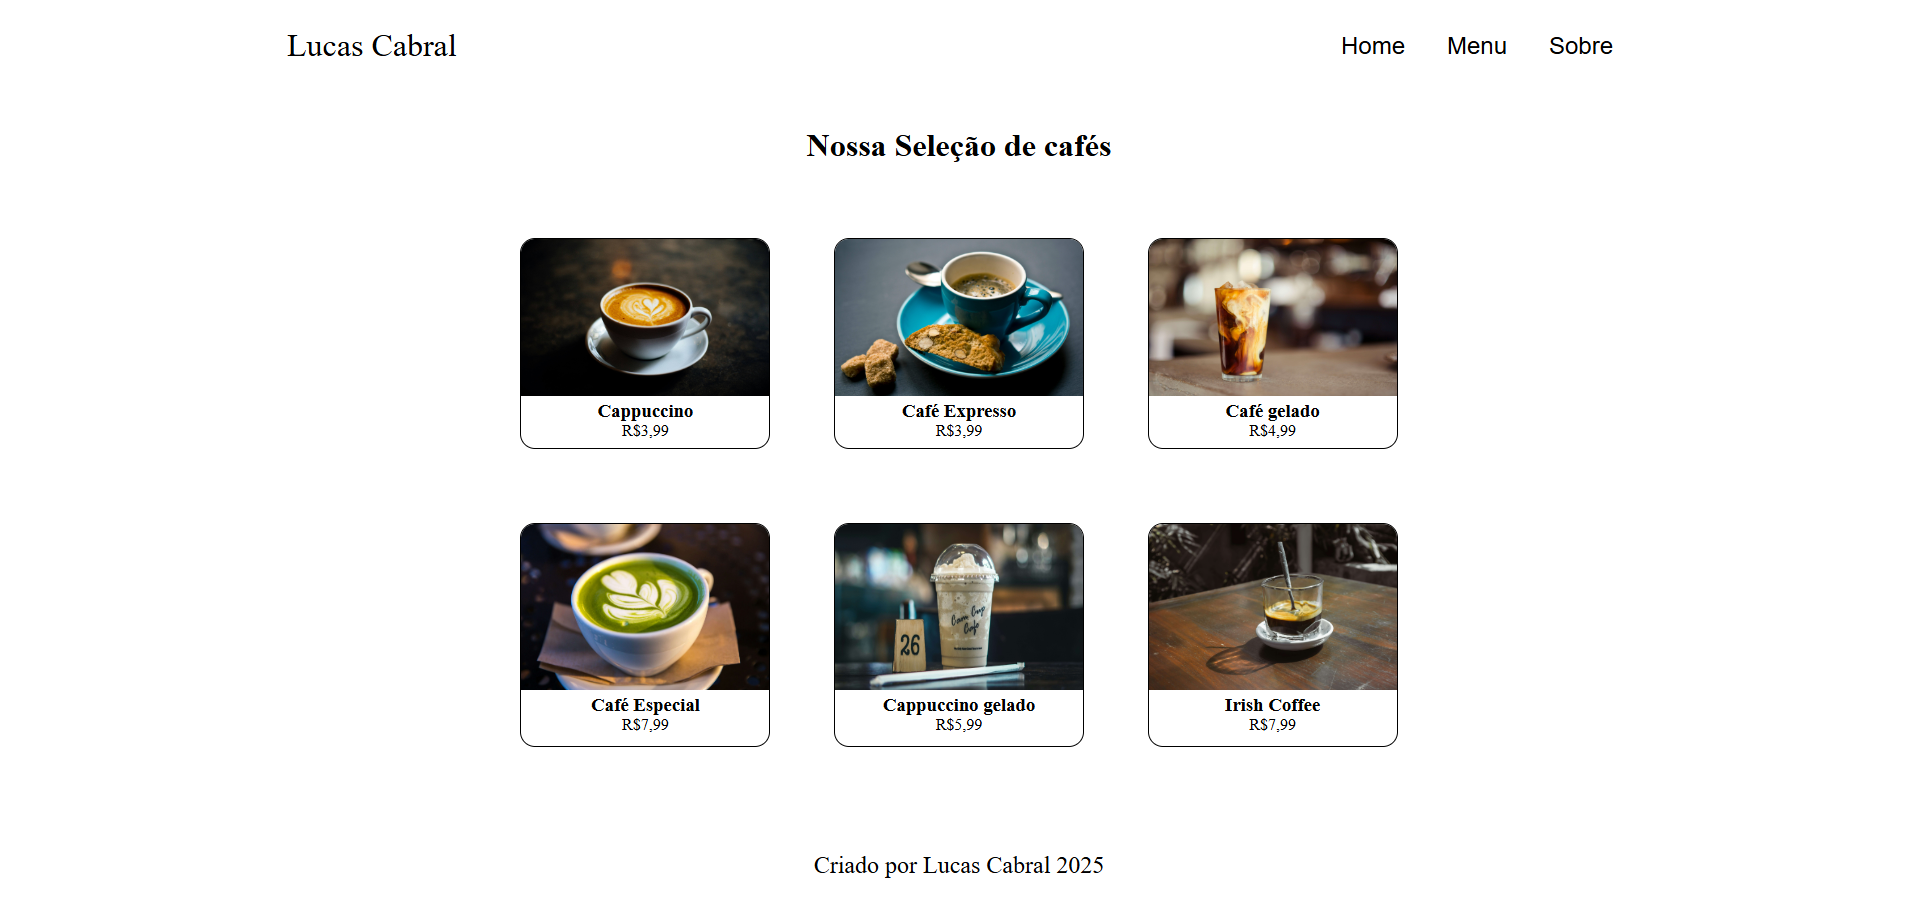 Lucas Cabral
Home Menu Sobre
Nossa Seleção de cafés
Cappuccino
R$3,99
Café Expresso
R$3,99
Café gelado
R$4,99
26
Cafe
Café Especial
R$7,99
Cappuccino gelado
R$5,99
Irish Coffee
R$7,99
Criado por Lucas Cabral 2025